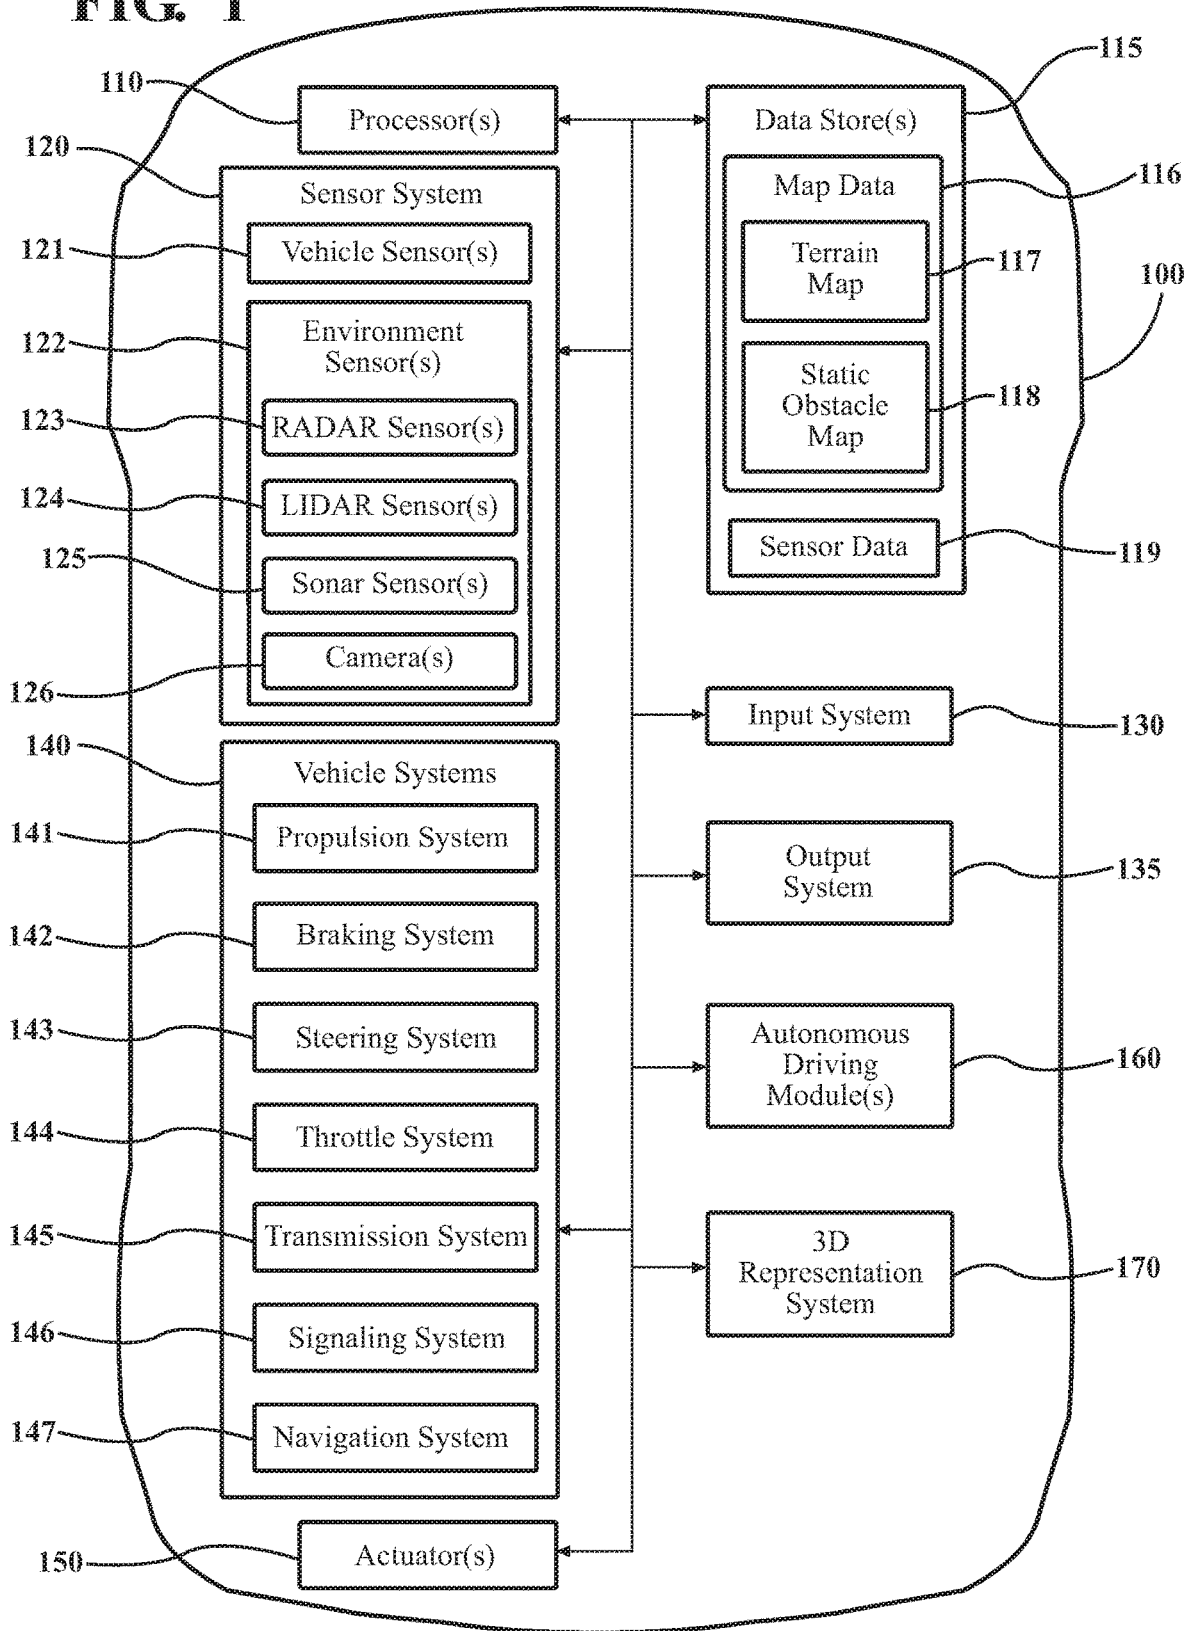 FIG. 1
110
Processor(s)
120
Sensor System
121
Vehicle Sensor(s)
122
Environment
Sensor(s)
123
RADAR Sensor(s)
124
LIDAR Sensor(s)
125
Sonar Sensor(s)
126
Camera(s)
140
Vehicle Systems
141
Propulsion System
142
Braking System
143
Steering System
144
Throttle System
145
Transmission System
146
Signaling System
147
Navigation System
150
Actuator(s)
115
Data Store(s)
116
Map Data
117
Terrain
Map
100
118
Static
Obstacle
Map
119
Sensor Data
130
Input System
135
Output
System
160
Autonomous
Driving
Module(s)
170
3D
Representation
System